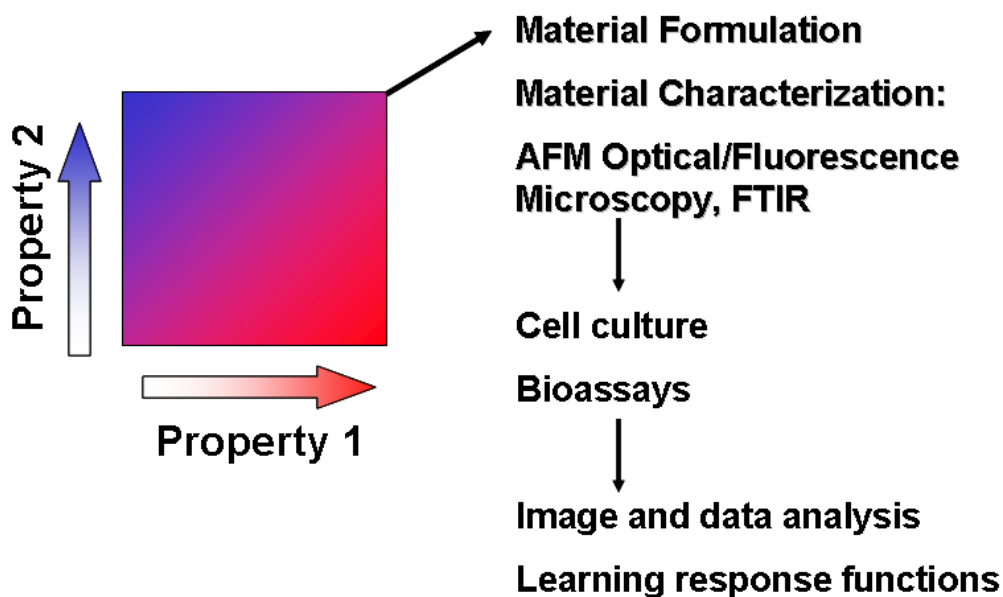 Property 2
Property 1
Material Formulation
Material Characterization:
AFM Optical/Fluorescence
Microscopy, FTIR
Cell culture
Bioassays
Image and data analysis
Learning response functions